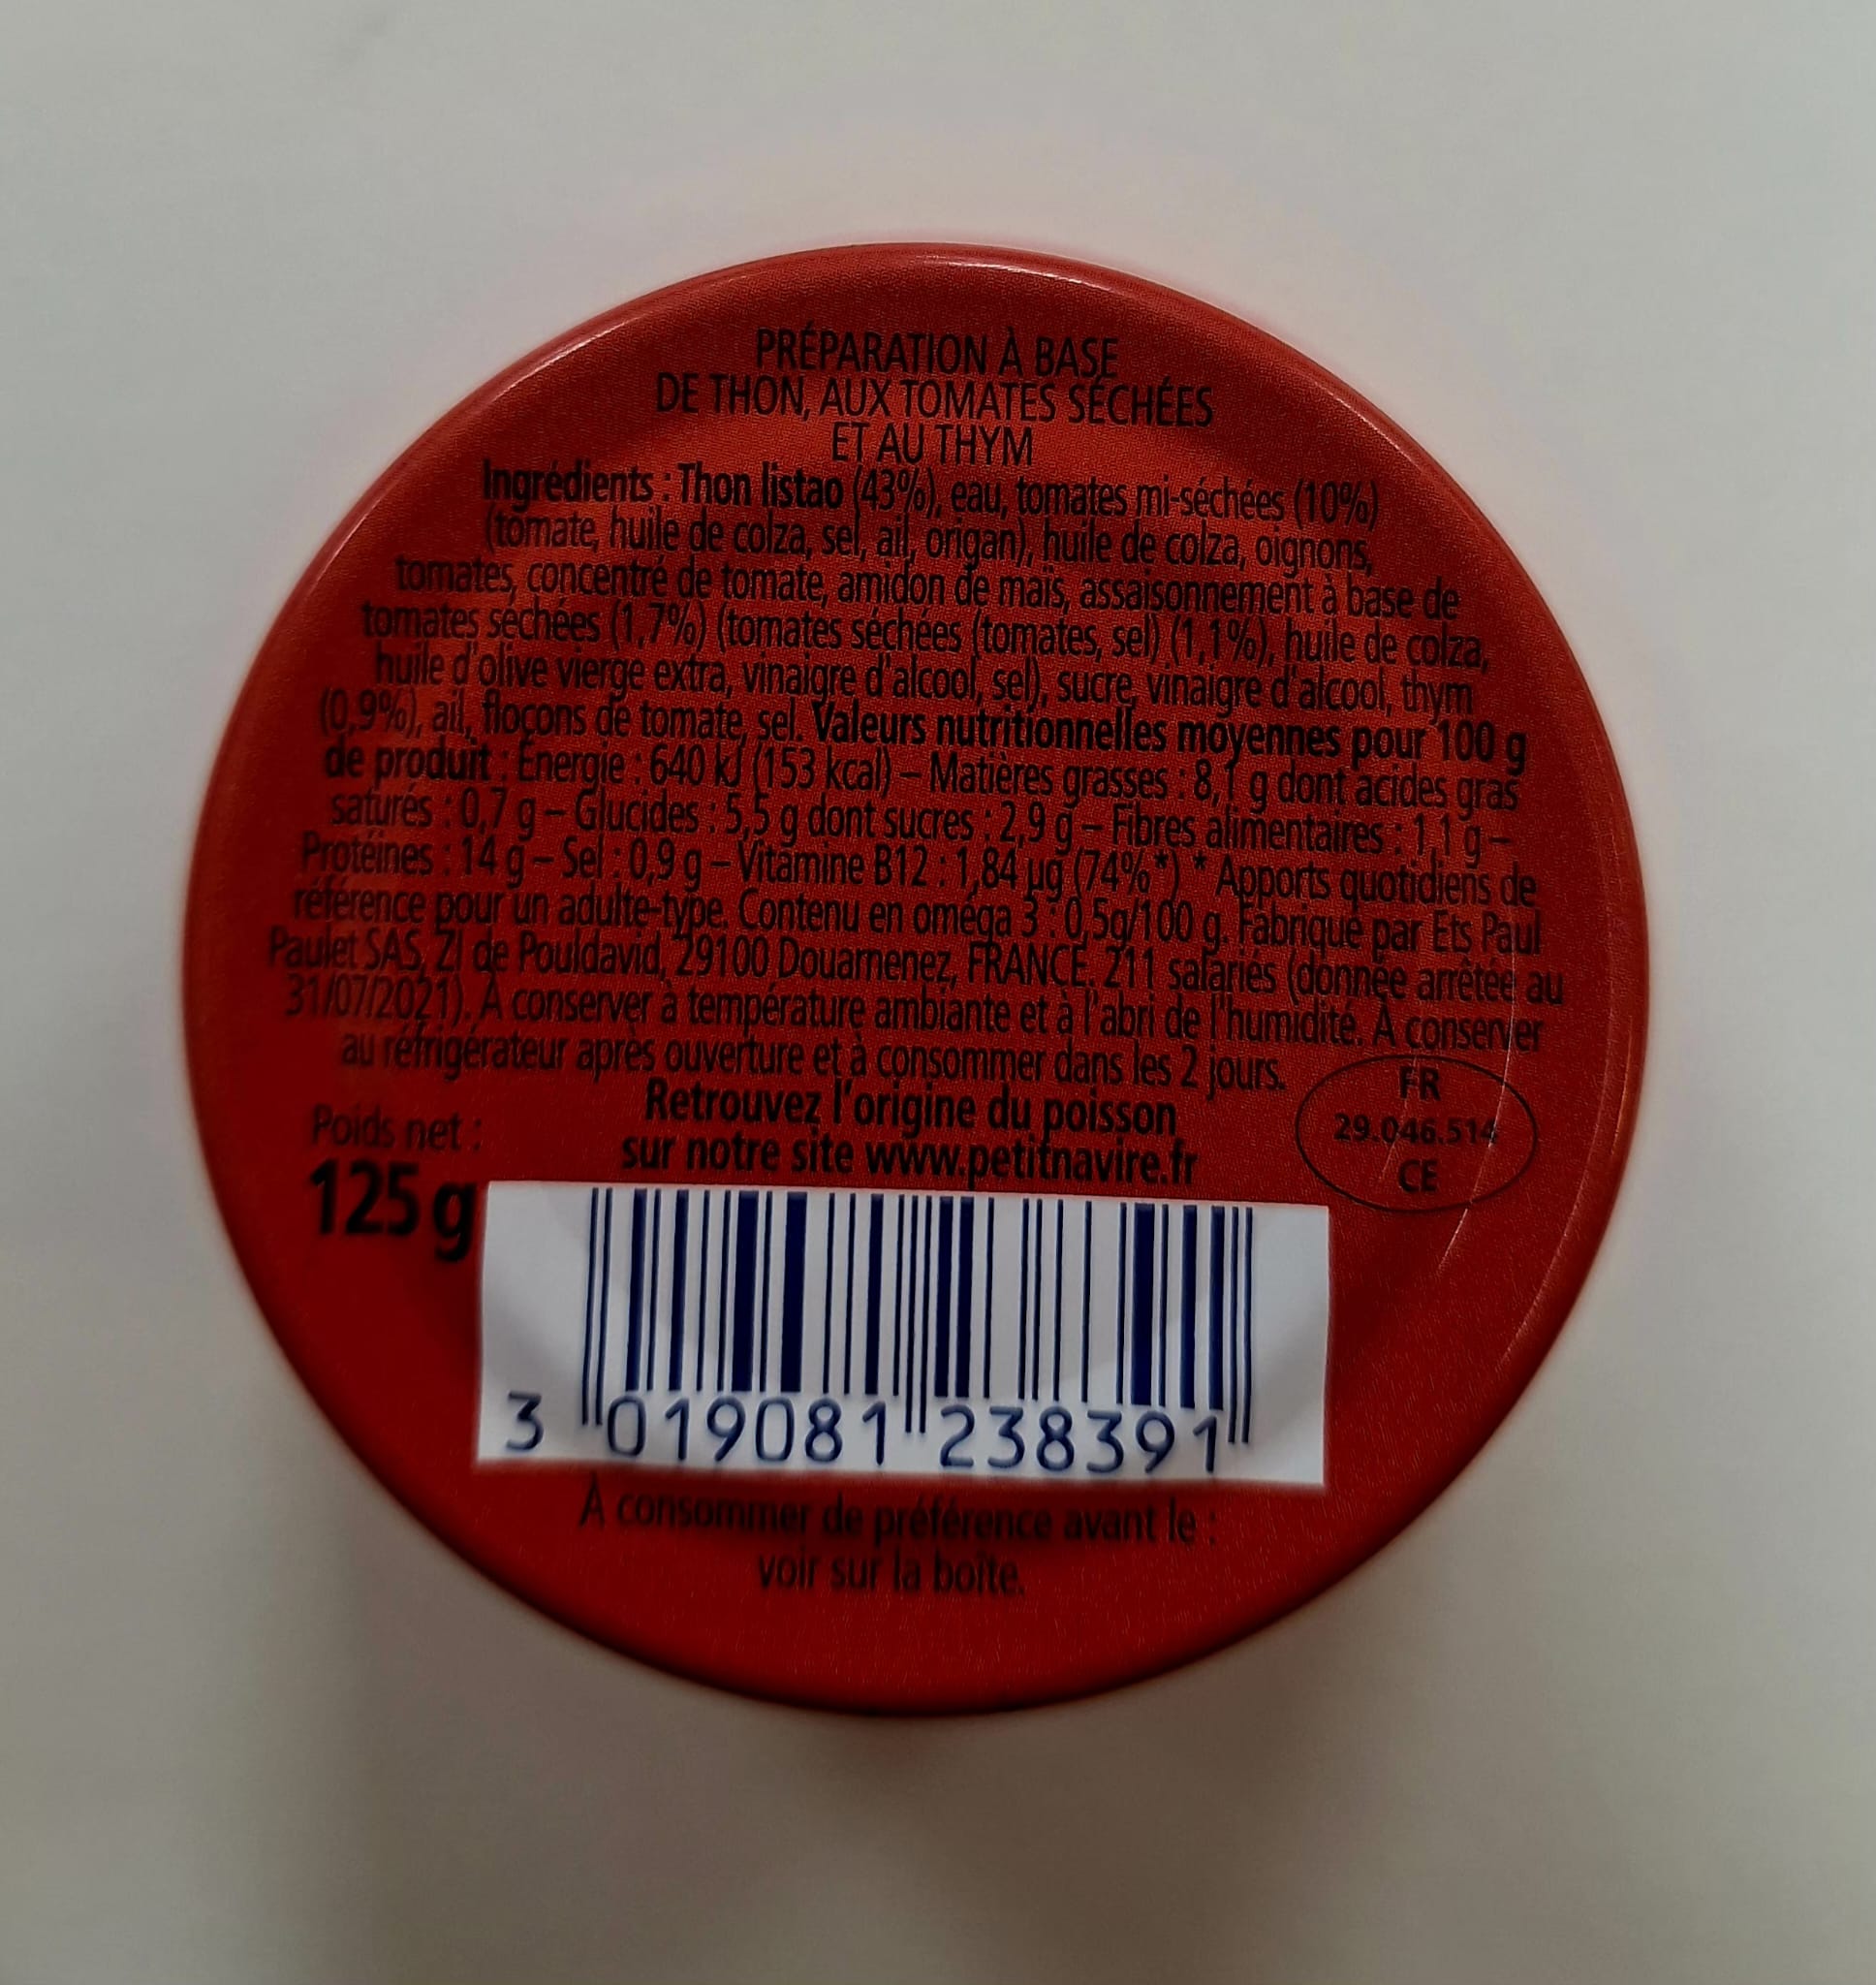 PRÉPARATION À BASE
DE THON, AUX TOMATES SÉCHÉES
ET AU THYM
Ingrédients : Thon listao (43%), eau, tomates mi-séchées (10%)
(tomate, huile de colza, sel, ail, origan), huile de colza, oignons,
tomates, concentré de tomate, amidon de maïs, assaisonnement à base de
tomates séchées (1,7%) (tomates séchées (tomates, sel) (1,1%), huile de colza,
huile d'olive vierge extra, vinaigre d'alcool, sel), sucre, vinaigre d'alcool, thym
(0,9%), ail, flocons de tomate, sel. Valeurs nutritionnelles moyennes pour 100 g
de produit : Énergie : 640 kJ (153 kcal) – Matières grasses : 8,1 g dont acides gras
saturés : 0,7 g – Glucides : 5,5 g dont sucres : 2,9 g – Fibres alimentaires : 1,1 g –
Protéines : 14 g – Sel : 0,9 g – Vitamine B12 : 1,84 µg (74%*) * Apports quotidiens de
référence pour un adulte-type. Contenu en oméga 3 : 0,5g/100 g. Fabriqué par Ets Paul
Paulet SAS, ZI de Pouldavid, 29100 Douarnenez, FRANCE. 211 salariés (donnée arrêtée au
31/07/2021). À conserver à température ambiante et à l'abri de l'humidité. À conserver
au réfrigérateur après ouverture et à consommer dans les 2 jours.
Retrouvez l'origine du poisson
sur notre site www.petitnavire.fr
FR
29.046.514
CE
Poids net :
125 g
3 019081 238391
À consommer de préférence avant le :
voir sur la boîte.